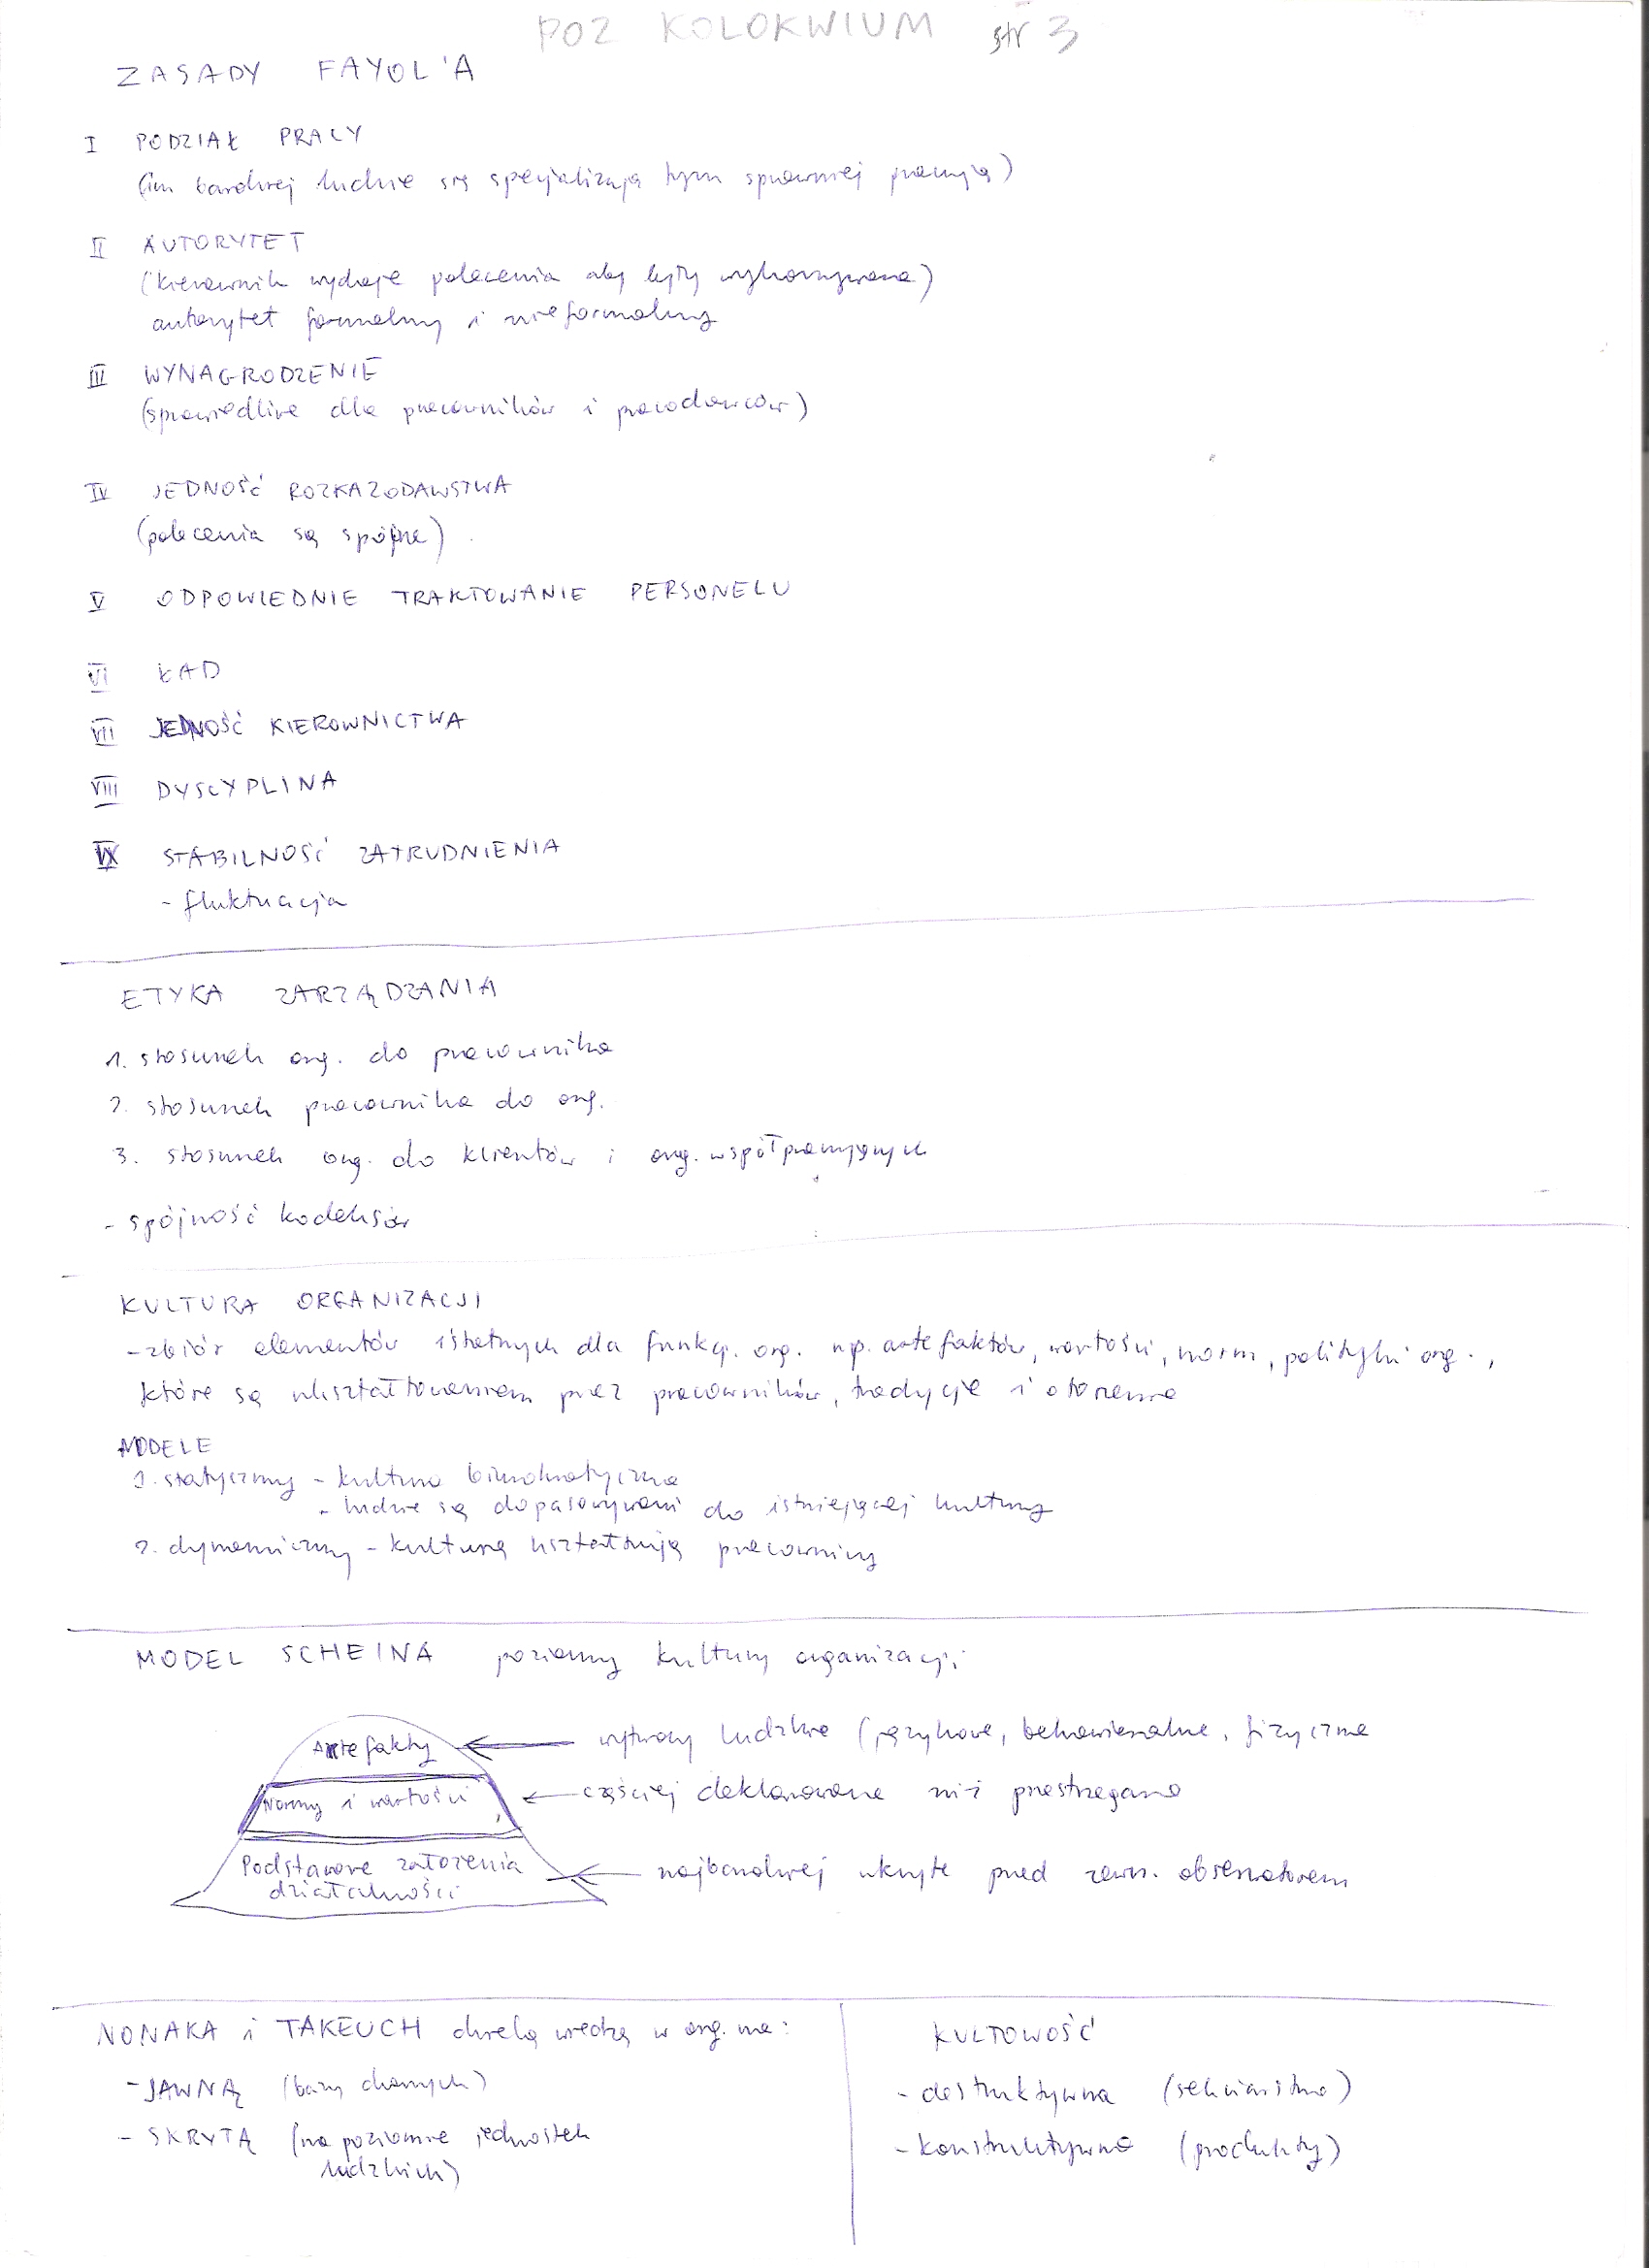 POZ KOLOKWIUM str 3
ZASADY FAYOL'A
I PODZIAŁ PRACY
(im bardziej ludzie się specjalizują tym sprawniej pracują)
II AUTORYTET
(kierownik wydaje polecenia aby były wykonywane)
autorytet formalny i nieformalny
III WYNAGRODZENIE
(sprawiedliwe dla pracowników i pracodawców)
IV JEDNOŚĆ ROZKAZODAWSTWA
(polecenia są spójne)
V ODPOWIEDNIE TRAKTOWANIE PERSONELU
VI ŁAD
VII JEDNOŚĆ KIEROWNICTWA
VIII DYSCYPLINA
IX STABILNOŚĆ ZATRUDNIENIA
- fluktuacja
ETYKA ZARZĄDZANIA
1. stosunek org. do pracownika
2. stosunek pracownika do org.
3. stosunek org. do klientów i org. współpracujących
- spójność kodeksów
KULTURA ORGANIZACJI
- zbiór elementów istotnych dla funkcj. org. np. artefaktów, wartości, norm, polityki org.,
które są ukształtowaniem przez pracowników, tradycje i otoczenie
MODELE
1. statyczny - kultura biurokratyczna
- ludzie są dopasowywani do istniejącej kultury
2. dynamiczny - kulturę kształtują pracownicy
MODEL SCHEINA poziomy kultury organizacji
Artefakty ← wytwory ludzkie (językowe, behawioralne, fizyczne
Normy i wartości ← częściej deklarowane niż przestrzegane
Podstawowe założenia
działalności ← najbardziej ukryte przed zewn. obserwatorem
NONAKA i TAKEUCH dzielą wiedzę w org. na:
- JAWNĄ (bazy danych)
- SKRYTĄ (na poziomie jednostek
ludzkich)
KULTOWOŚĆ
- destruktywna (sekciarstwo)
- konstruktywna (produkty)